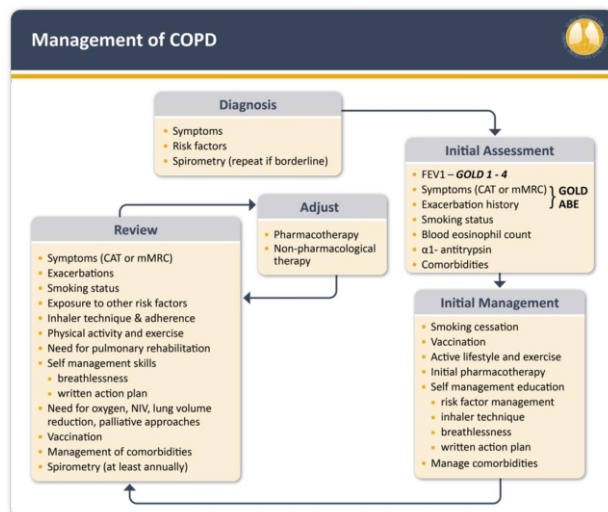 Management of COPD
Diagnosis
Symptoms
Risk factors
Spirometry (repeat if borderline)
Initial Assessment
FEV1 – GOLD 1 - 4
Symptoms (CAT or mMRC)
Exacerbation history
GOLD
ABE
Smoking status
Blood eosinophil count
α1- antitrypsin
Comorbidities
Initial Management
Smoking cessation
Vaccination
Active lifestyle and exercise
Initial pharmacotherapy
Self management education
risk factor management
inhaler technique
breathlessness
written action plan
Manage comorbidities
Review
Symptoms (CAT or mMRC)
Exacerbations
Smoking status
Exposure to other risk factors
Inhaler technique & adherence
Physical activity and exercise
Need for pulmonary rehabilitation
Self management skills
breathlessness
written action plan
Need for oxygen, NIV, lung volume
reduction, palliative approaches
Vaccination
Management of comorbidities
Spirometry (at least annually)
Adjust
Pharmacotherapy
Non-pharmacological
therapy